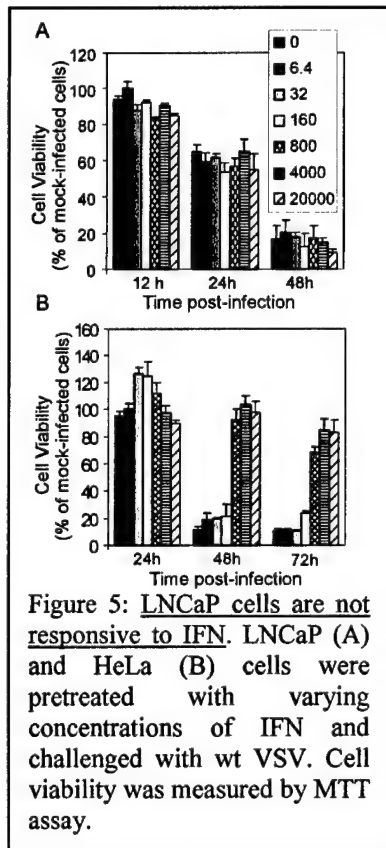 A
Cell Viability
(% of mock-infected cells)
120
100
80
60
40
20
0
12 h
24h
48h
Time post-infection
0
6.4
32
160
800
4000
20000
B
Cell Viability
(% of mock-infected cells)
160
140
120
100
80
60
40
20
0
24h
48h
72h
Time post-infection
Figure 5: LNCaP cells are not
responsive to IFN. LNCaP (A)
and HeLa (B) cells were
pretreated with varying
concentrations of IFN and
challenged with wt VSV. Cell
viability was measured by MTT
assay.